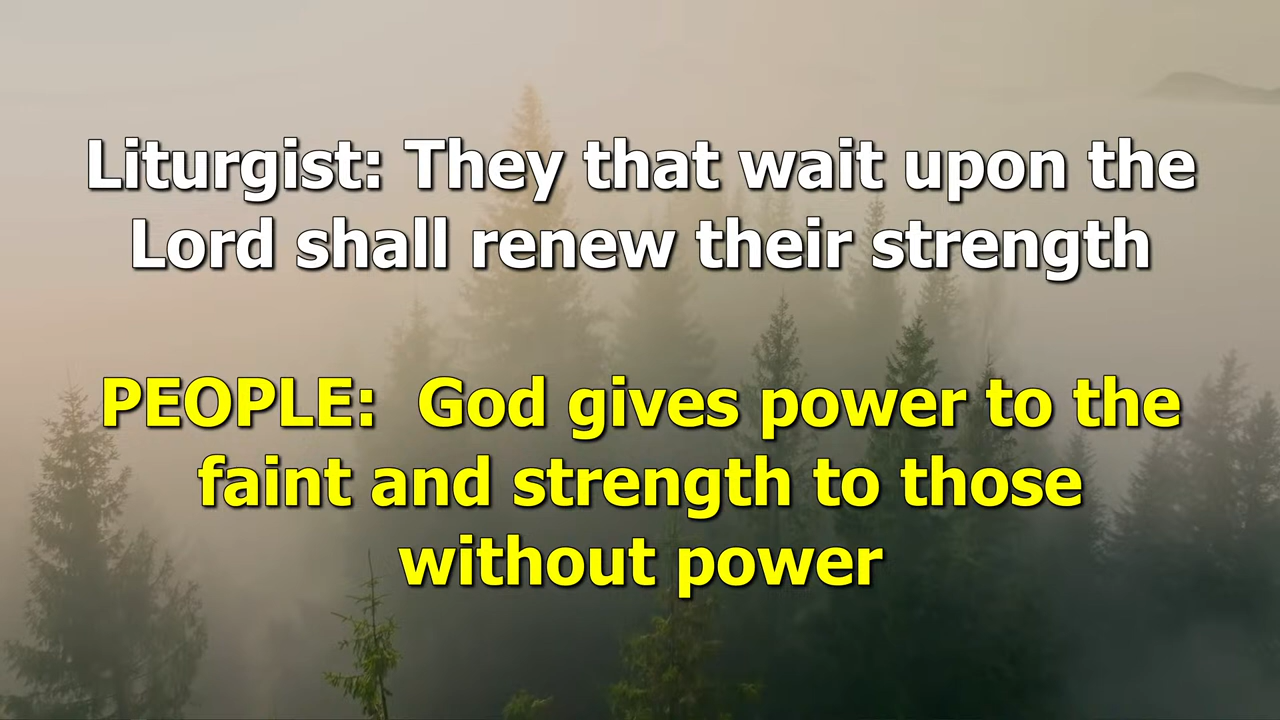 Liturgist: They that wait upon the
Lord shall renew their strength
PEOPLE:  God gives power to the
faint and strength to those
without power